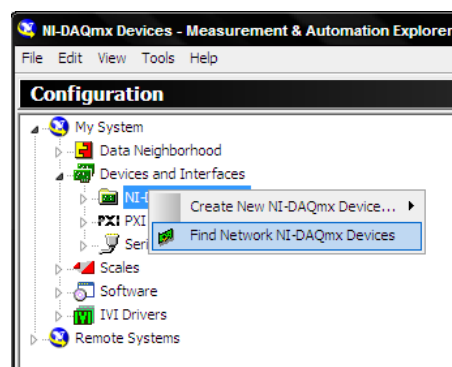 NI-DAQmx Devices - Measurement & Automation Explorer
File Edit View Tools Help
Configuration
My System
Data Neighborhood
Devices and Interfaces
Create New NI-DAQmx Device...
PXI PXI
Find Network NI-DAQmx Devices
Scales
Software
IVI Drivers
Remote Systems